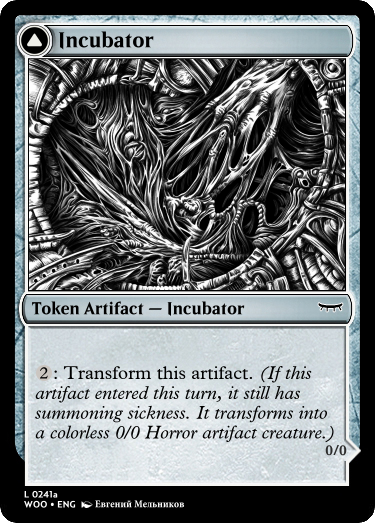 Incubator
Token Artifact — Incubator
2 : Transform this artifact. (If this
artifact entered this turn, it still has
summoning sickness. It transforms into
a colorless 0/0 Horror artifact creature.)
0/0
L 0241a
WOO • ENG Евгений Мельников